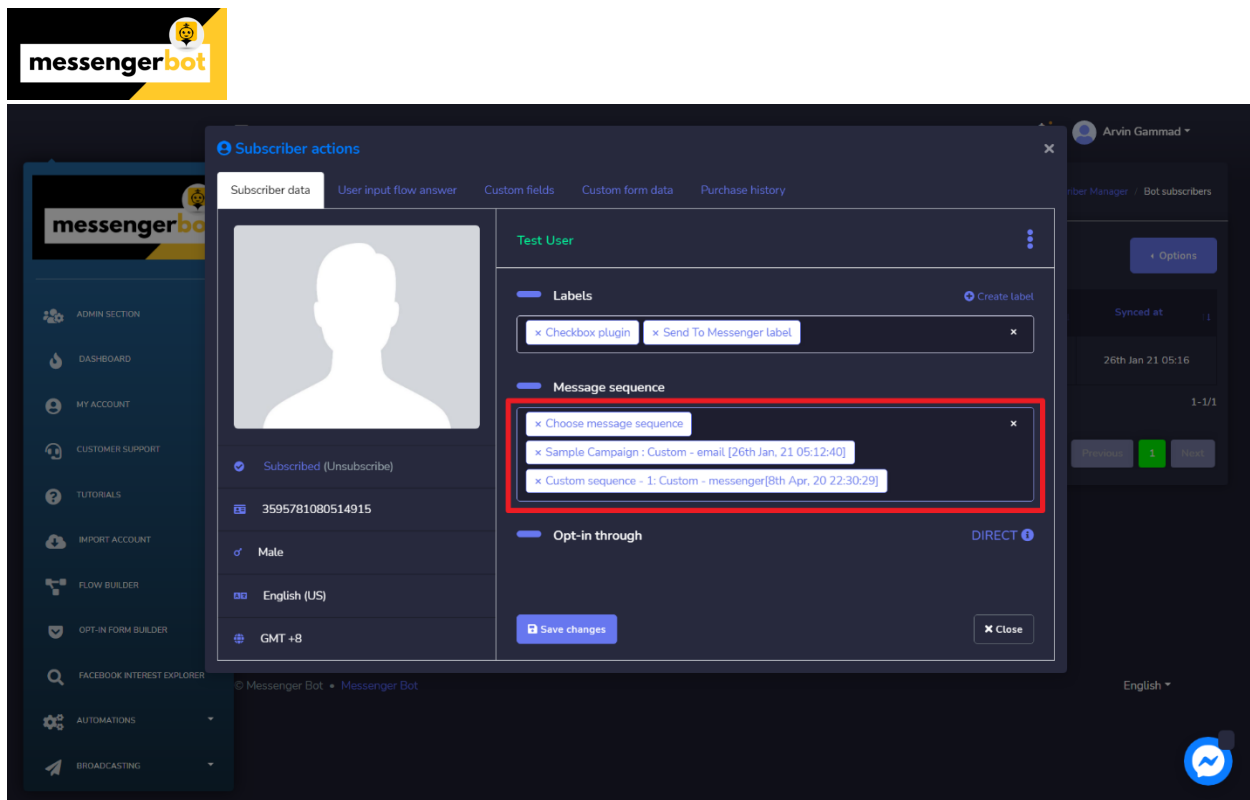 messengerbot
Arvin Gammad
Subscriber actions
×
Subscriber data
User input flow answer
Custom fields
Custom form data
Purchase history
Manager / Bot subscribers
messengerbo
Test User
Options
Labels
Create label
× Checkbox plugin
× Send To Messenger label
×
Synced at
26th Jan 21 05:16
1-1/1
Previous
1
Next
Message sequence
× Choose message sequence
×
× Sample Campaign : Custom - email [26th Jan, 21 05:12:40]
× Custom sequence - 1: Custom - messenger[8th Apr, 20 22:30:29]
Opt-in through
DIRECT
Save changes
× Close
Subscribed (Unsubscribe)
3595781080514915
Male
English (US)
GMT +8
ADMIN SECTION
DASHBOARD
MY ACCOUNT
CUSTOMER SUPPORT
TUTORIALS
IMPORT ACCOUNT
FLOW BUILDER
OPT-IN FORM BUILDER
FACEBOOK INTEREST EXPLORER
AUTOMATIONS
BROADCASTING
© Messenger Bot • Messenger Bot
English